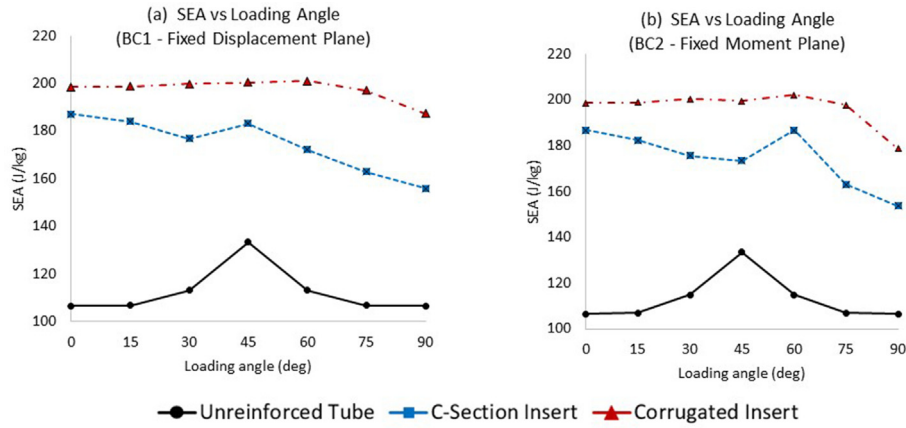 (a) SEA vs Loading Angle
(BC1 - Fixed Displacement Plane)
220
200
180
160
140
120
100
SEA (J/kg)
0 15 30 45 60 75 90
Loading angle (deg)
(b) SEA vs Loading Angle
(BC2 - Fixed Moment Plane)
220
200
180
160
140
120
100
SEA (J/kg)
0 15 30 45 60 75 90
Loading angle (deg)
Unreinforced Tube C-Section Insert Corrugated Insert